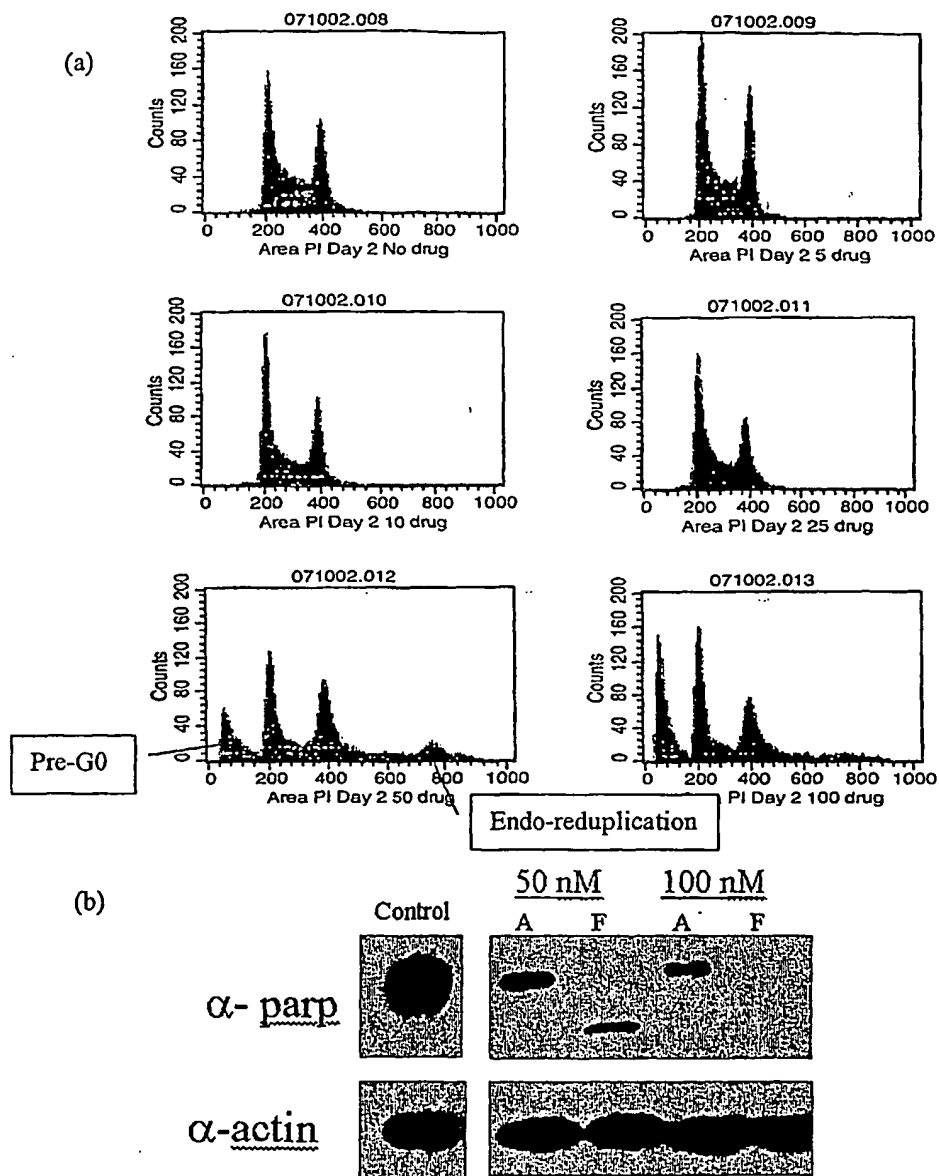 (a)
071002.008
Counts
0 40 80 120 160 200
0 200 400 600 800 1000
Area PI Day 2 No drug
071002.009
Counts
0 40 80 120 160 200
0 200 400 600 800 1000
Area PI Day 2 5 drug
071002.010
Counts
0 40 80 120 160 200
0 200 400 600 800 1000
Area PI Day 2 10 drug
071002.011
Counts
0 40 80 120 160 200
0 200 400 600 800 1000
Area PI Day 2 25 drug
071002.012
Counts
0 40 80 120 160 200
0 200 400 600 800 1000
Area PI Day 2 50 drug
071002.013
Counts
0 40 80 120 160 200
0 200 400 600 800 1000
PI Day 2 100 drug
Pre-G0
Endo-reduplication
(b)
Control
50 nM 100 nM
A F A F
α- parp
α-actin